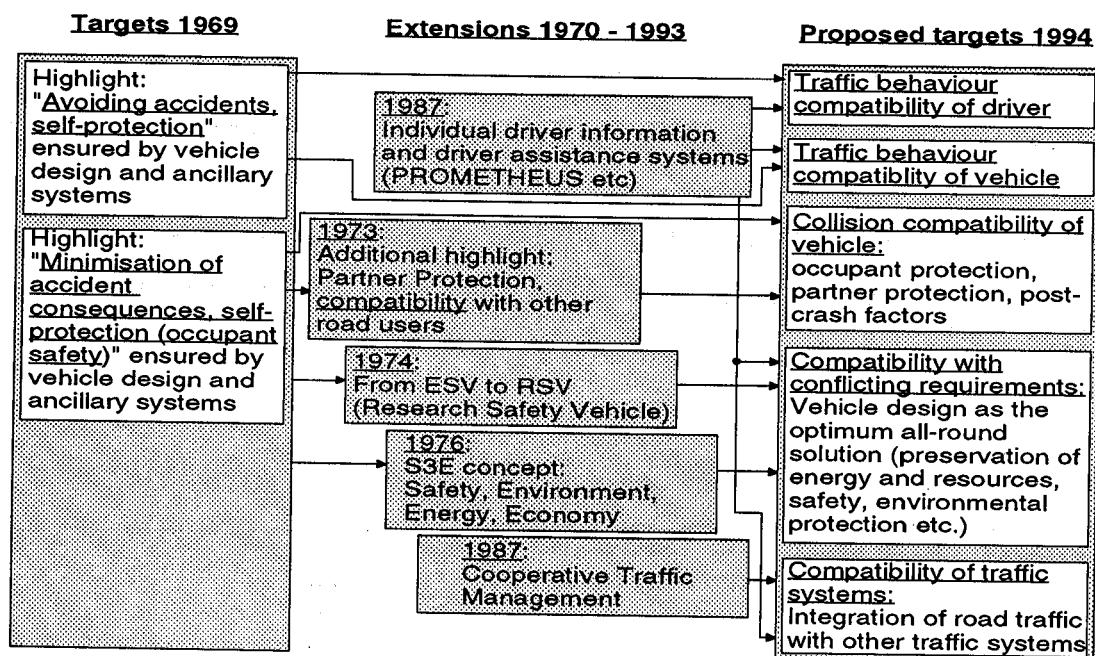 Targets 1969
Extensions 1970 - 1993
Proposed targets 1994
Highlight:
"Avoiding accidents,
self-protection"
ensured by vehicle
design and ancillary
systems
Highlight:
"Minimisation of
accident
consequences, self-
protection (occupant
safety)" ensured by
vehicle design and
ancillary systems
1987:
Individual driver information
and driver assistance systems
(PROMETHEUS etc)
1973:
Additional highlight:
Partner Protection,
compatibility with other
road users
1974:
From ESV to RSV
(Research Safety Vehicle)
1976:
S3E concept:
Safety, Environment,
Energy, Economy
1987:
Cooperative Traffic
Management
Traffic behaviour
compatibility of driver
Traffic behaviour
compatiblity of vehicle
Collision compatibility of
vehicle:
occupant protection,
partner protection, post-
crash factors
Compatibility with
conflicting requirements:
Vehicle design as the
optimum all-round
solution (preservation of
energy and resources,
safety, environmental
protection etc.)
Compatibility of traffic
systems:
Integration of road traffic
with other traffic systems